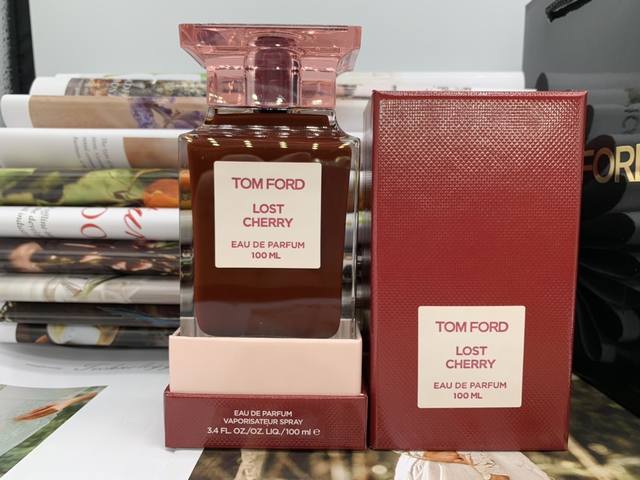 TOM FORD
LOST
CHERRY
EAU DE PARFUM
100 ML
EAU DE PARFUM
VAPORISATEUR SPRAY
3.4 FL. OZ./OZ. LIQ./100 ml ℮
TOM FORD
LOST
CHERRY
EAU DE PARFUM
100 ML
FORD